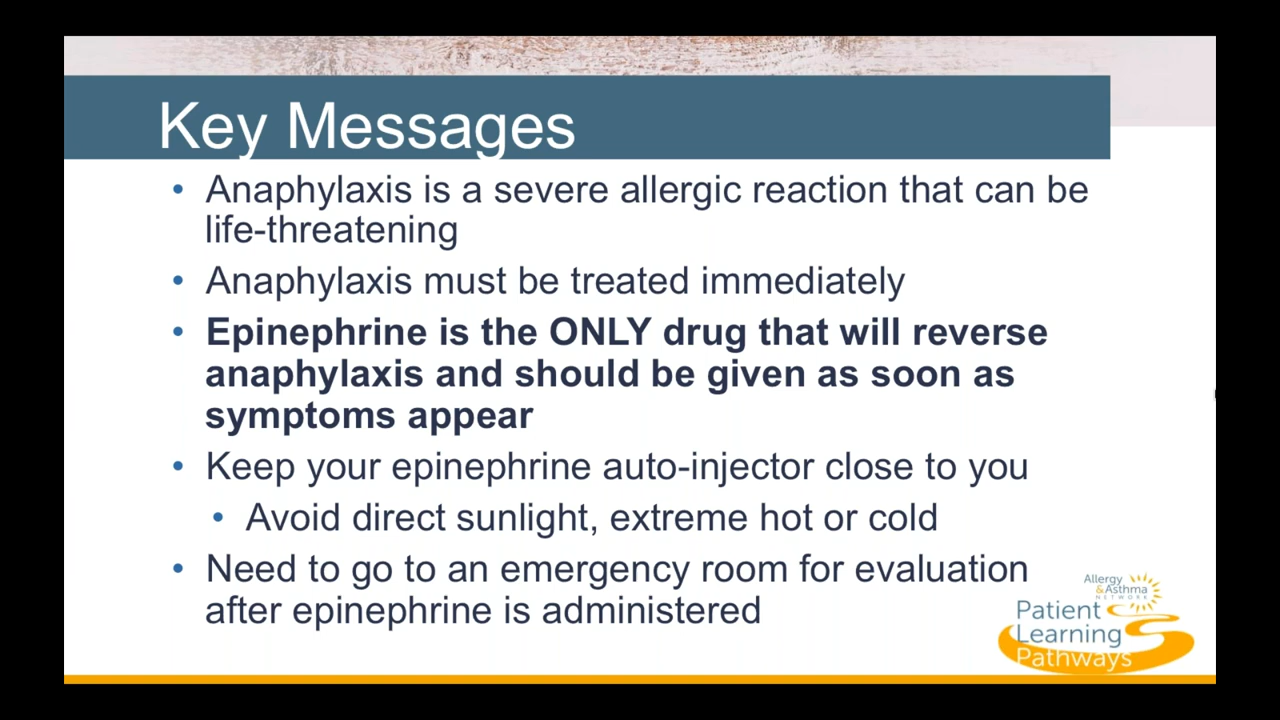 Key Messages
• Anaphylaxis is a severe allergic reaction that can be
life-threatening
• Anaphylaxis must be treated immediately
• Epinephrine is the ONLY drug that will reverse
anaphylaxis and should be given as soon as
symptoms appear
• Keep your epinephrine auto-injector close to you
• Avoid direct sunlight, extreme hot or cold
• Need to go to an emergency room for evaluation
after epinephrine is administered
Allergy
&Asthma
NETWORK
Patient
Learning
Pathways